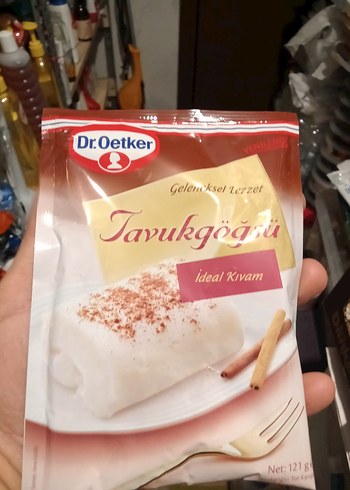 Dr.Oetker
Geleneksel Lezzet
Tavukgöğsü
İdeal Kıvam
Net: 121 g